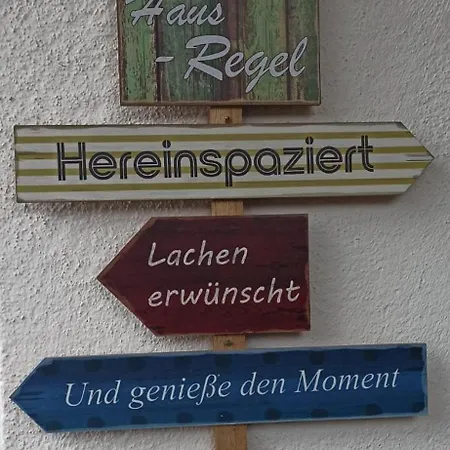 Haus
-Regel
Hereinspaziert
Lachen
erwünscht
Und genieße den Moment